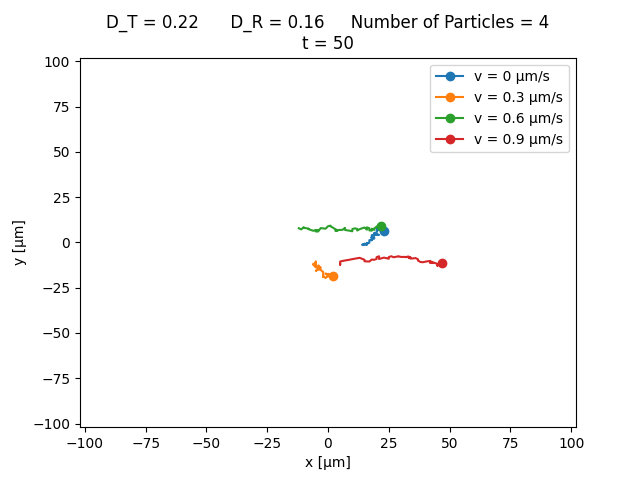 D_T = 0.22 D_R = 0.16 Number of Particles = 4
t = 50
v = 0 µm/s
v = 0.3 µm/s
v = 0.6 µm/s
v = 0.9 µm/s
100
75
50
25
0
−25
−50
−75
−100
y [µm]
−100 −75 −50 −25 0 25 50 75 100
x [µm]